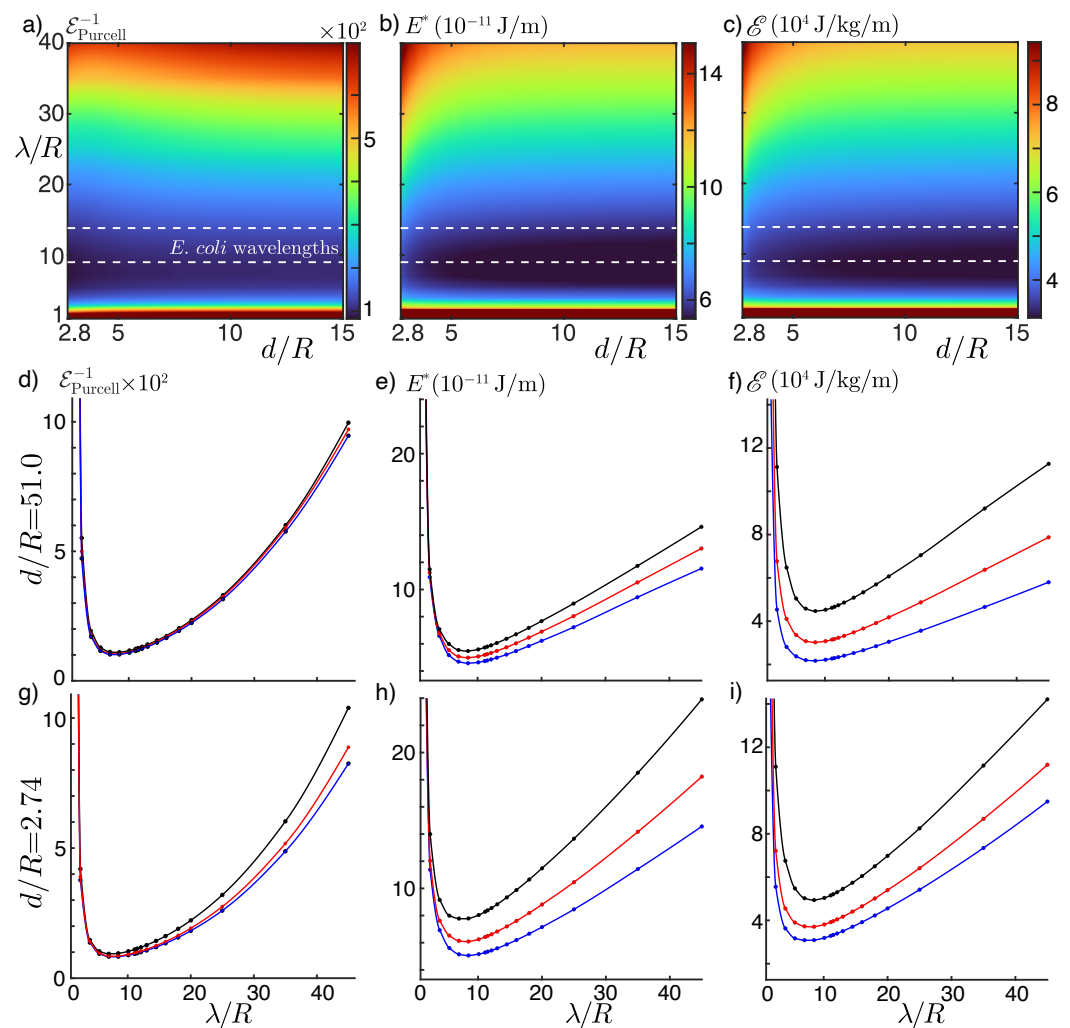 a) ℰ⁻¹Purcell ×10²
b) E* (10⁻¹¹ J/m)
c) ℰ (10⁴ J/kg/m)
40
30
λ/R
20
10
1
E. coli wavelengths
2.8 5 10 15
d/R
5
1
2.8 5 10 15
d/R
14
10
6
2.8 5 10 15
d/R
8
6
4
d) ℰ⁻¹Purcell ×10²
e) E* (10⁻¹¹ J/m)
f) ℰ (10⁴ J/kg/m)
d/R=51.0
10
5
0
20
10
12
8
4
g)
h)
i)
d/R=2.74
10
5
0
0 10 20 30 40
λ/R
20
10
0 10 20 30 40
λ/R
12
8
4
0 10 20 30 40
λ/R